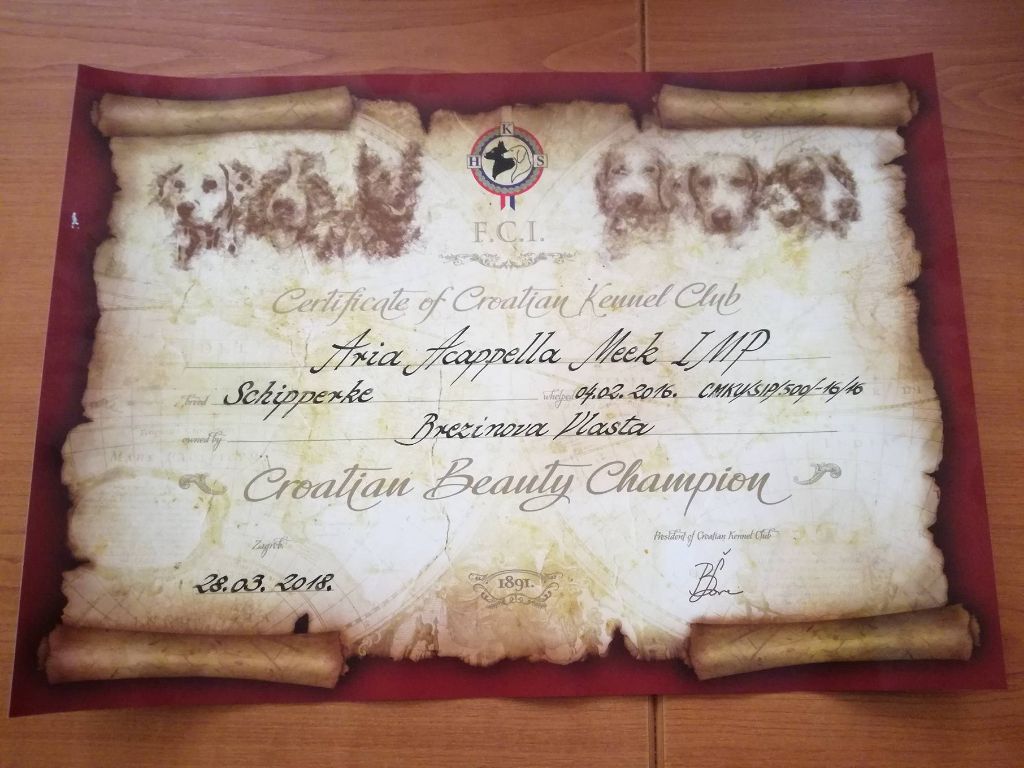 K
H S
F.C.I.
Certificate of Croatian Kennel Club
Aria Acappella Meek IMP
breed Schipperke whelped 04.02.2016. CMKU/SIP/500/-16/16
owned by Brezinova Vlasta
Croatian Beauty Champion
Zagreb
President of Croatian Kennel Club
28.03.2018.
1891.